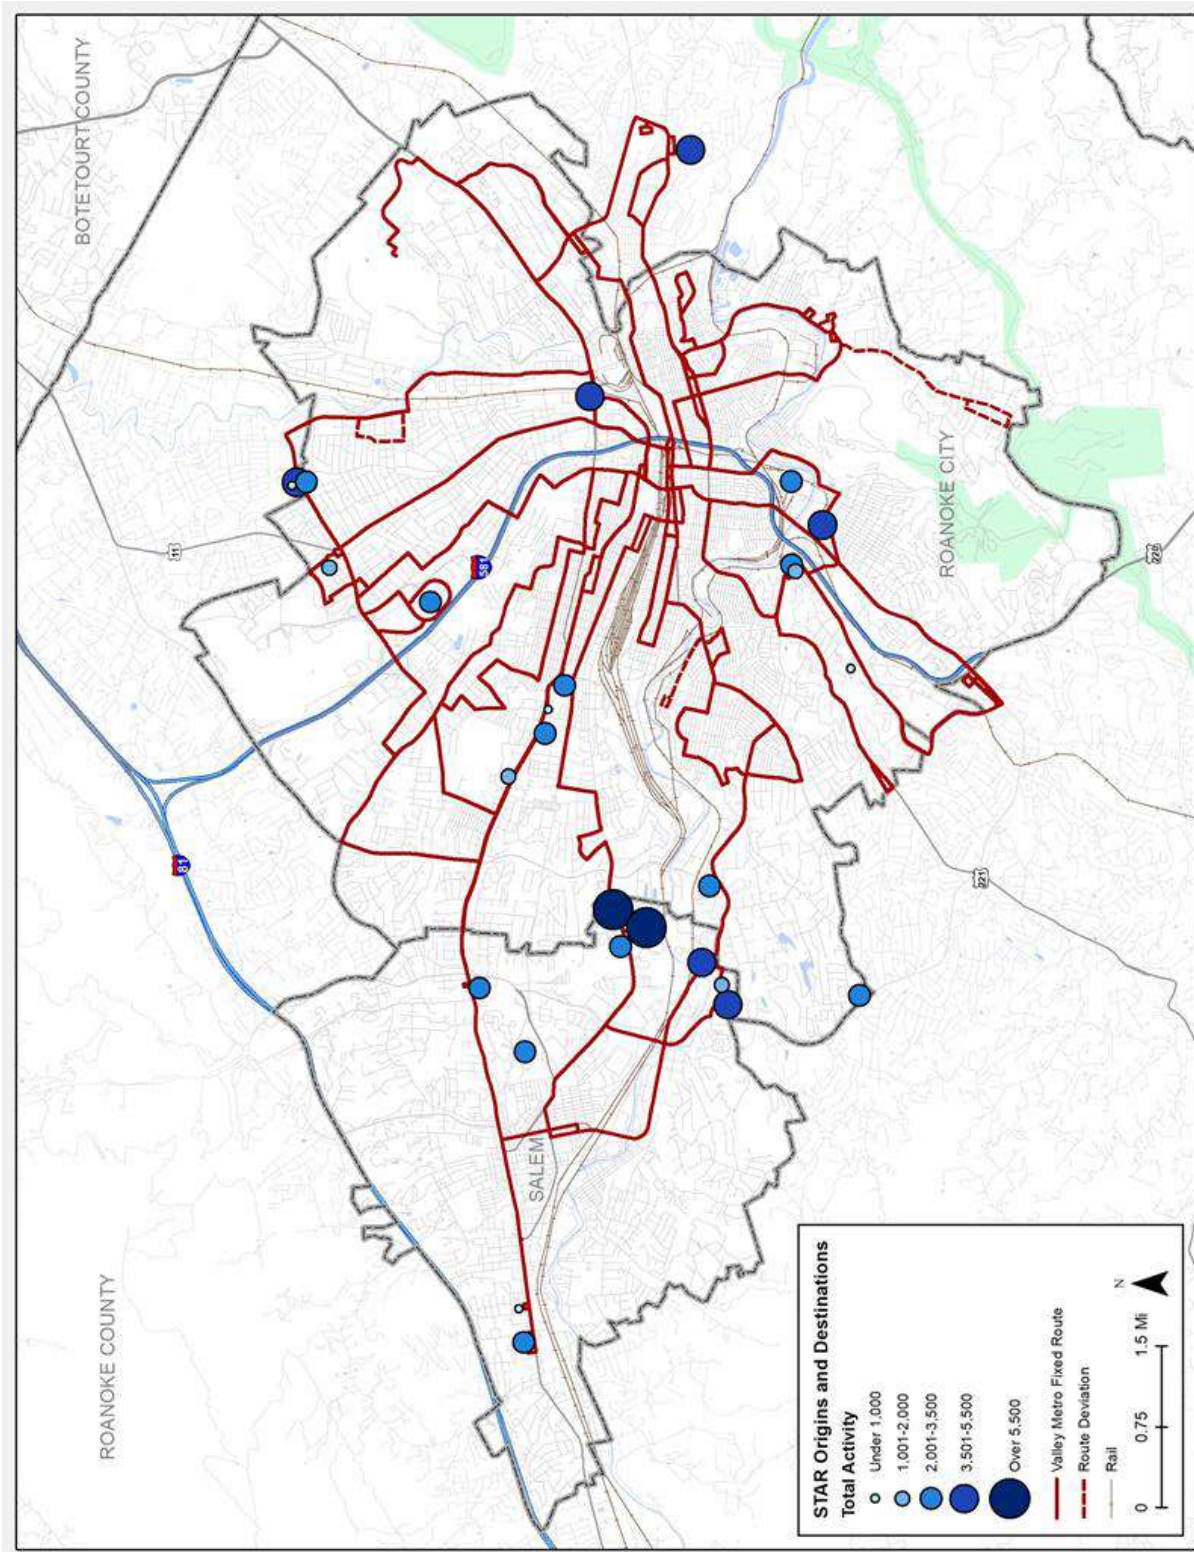 BOTETOURT COUNTY
ROANOKE COUNTY
11
581
81
ROANOKE CITY
220
221
SALEM
STAR Origins and Destinations
Total Activity
Under 1,000
1,001-2,000
2,001-3,500
3,501-5,500
Over 5,500
Valley Metro Fixed Route
Route Deviation
Rail
N
0 0.75 1.5 Mi